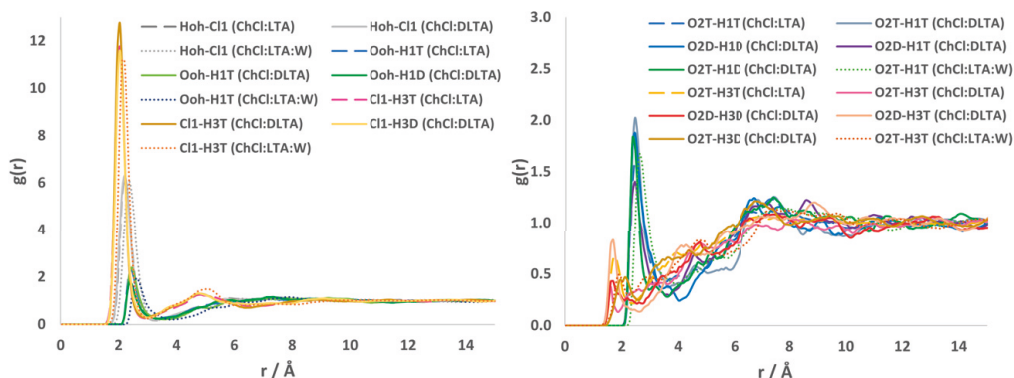 12
10
8
6
4
2
0
g(r)
Hoh-Cl1 (ChCl:LTA)
Hoh-Cl1 (ChCl:DLTA)
Hoh-Cl1 (ChCl:LTA:W)
Ooh-H1T (ChCl:LTA)
Ooh-H1T (ChCl:DLTA)
Ooh-H1D (ChCl:DLTA)
Ooh-H1T (ChCl:LTA:W)
Cl1-H3T (ChCl:LTA)
Cl1-H3T (ChCl:DLTA)
Cl1-H3D (ChCl:DLTA)
Cl1-H3T (ChCl:LTA:W)
0 2 4 6 8 10 12 14
r / Å
3.0
2.5
2.0
1.5
1.0
0.5
0.0
g(r)
O2T-H1T (ChCl:LTA)
O2T-H1T (ChCl:DLTA)
O2D-H1D (ChCl:DLTA)
O2D-H1T (ChCl:DLTA)
O2T-H1D (ChCl:DLTA)
O2T-H1T (ChCl:LTA:W)
O2T-H3T (ChCl:LTA)
O2T-H3T (ChCl:DLTA)
O2D-H3D (ChCl:DLTA)
O2D-H3T (ChCl:DLTA)
O2T-H3D (ChCl:DLTA)
O2T-H3T (ChCl:LTA:W)
0 2 4 6 8 10 12 14
r / Å